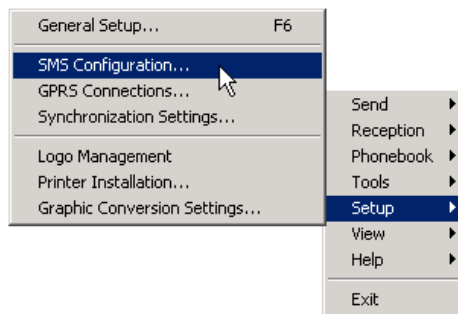 General Setup... F6
SMS Configuration...
GPRS Connections...
Synchronization Settings...
Logo Management
Printer Installation...
Graphic Conversion Settings...
Send
Reception
Phonebook
Tools
Setup
View
Help
Exit